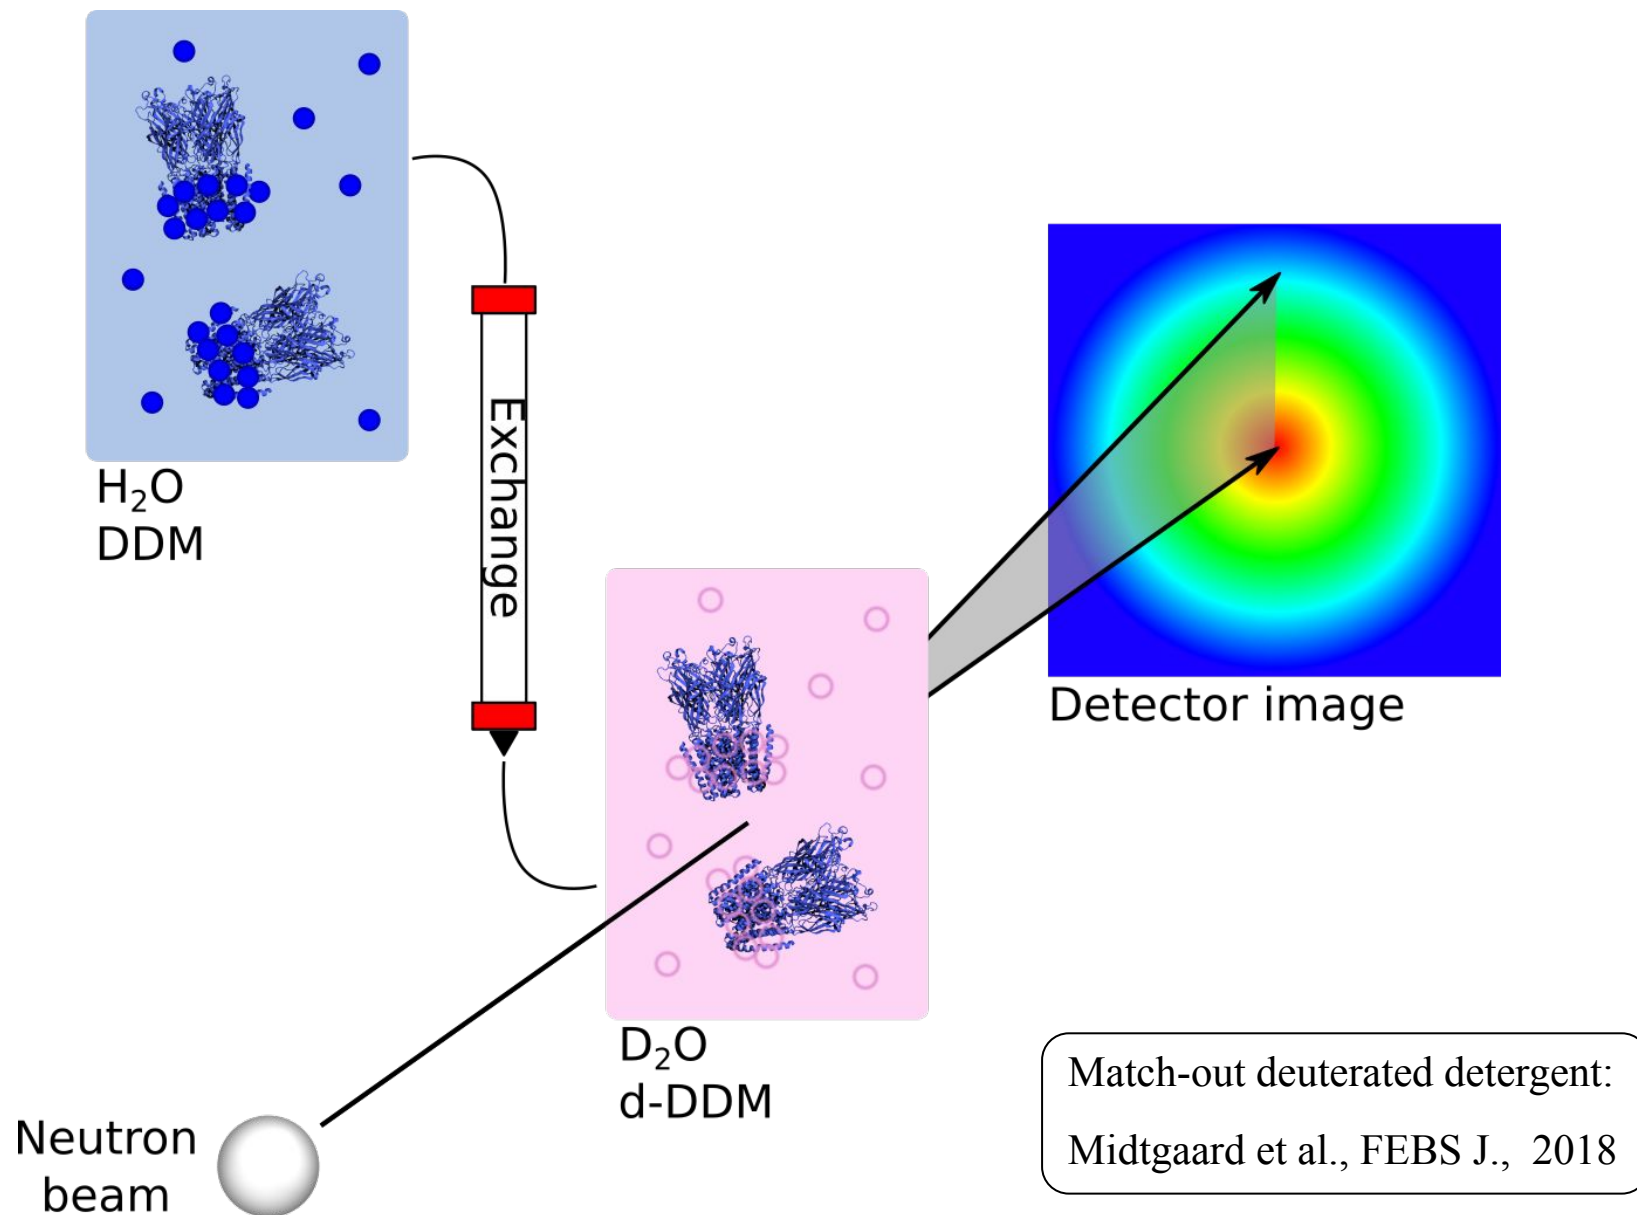 H₂O
DDM
Exchange
Detector image
D₂O
d-DDM
Neutron
beam
Match-out deuterated detergent:
Midtgaard et al., FEBS J., 2018